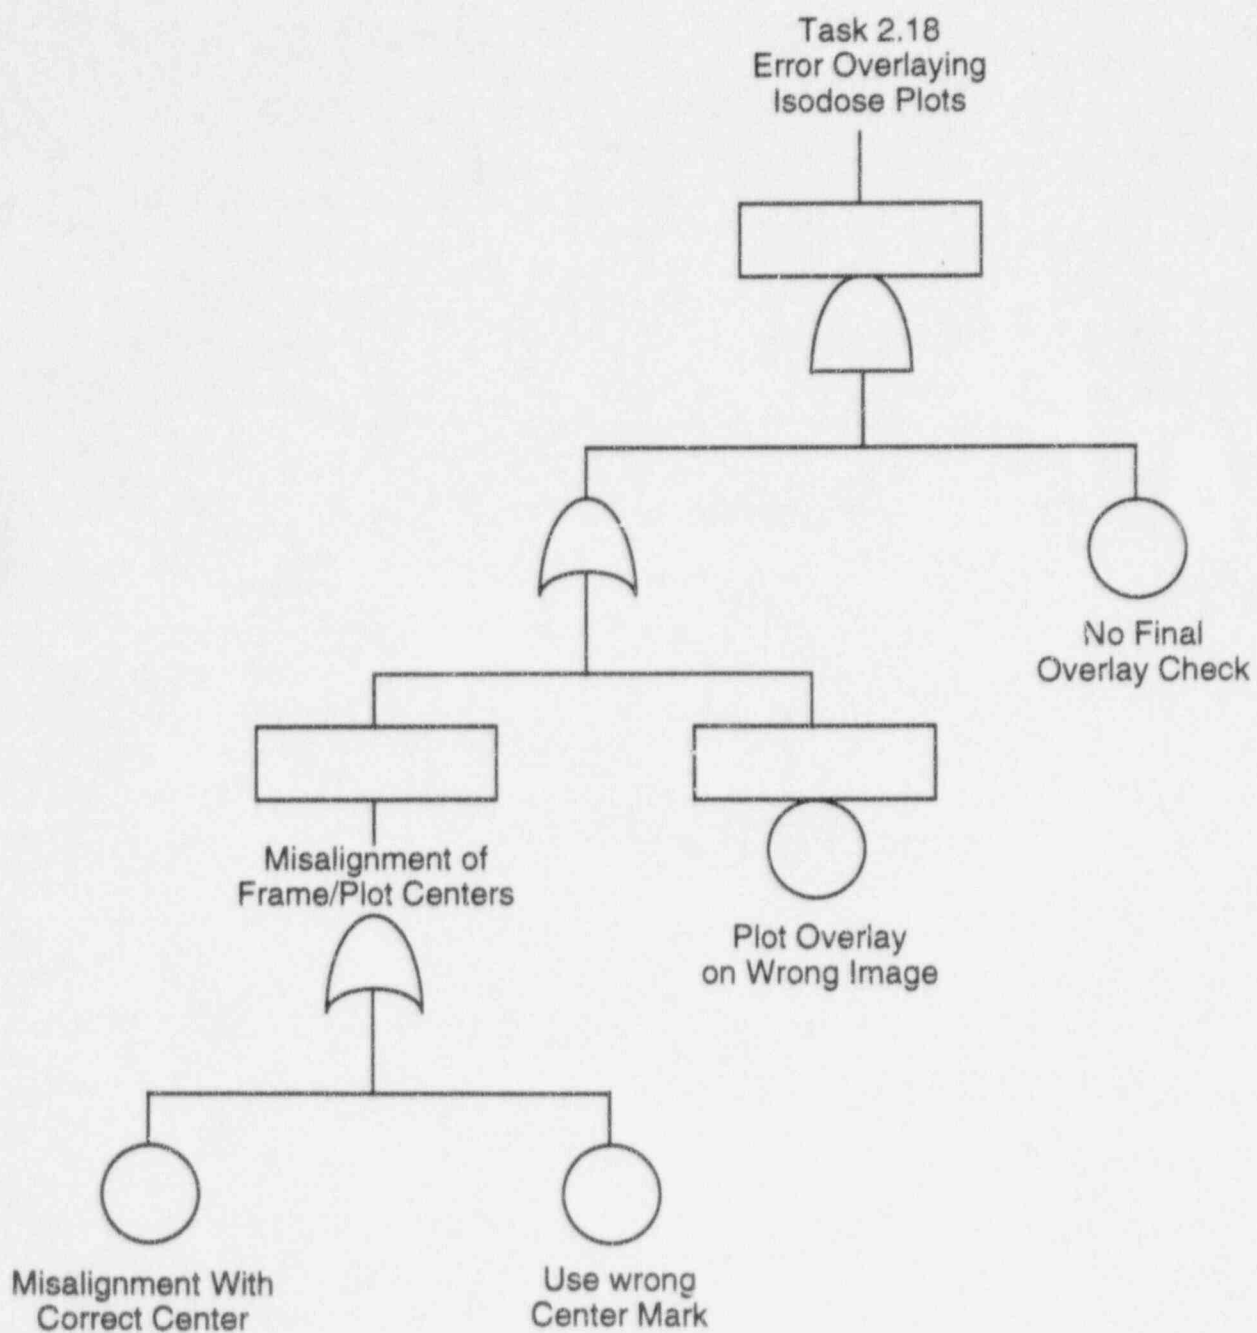 Task 2.18
Error Overlaying
Isodose Plots
No Final
Overlay Check
Misalignment of
Frame/Plot Centers
Plot Overlay
on Wrong Image
Misalignment With
Correct Center
Use wrong
Center Mark